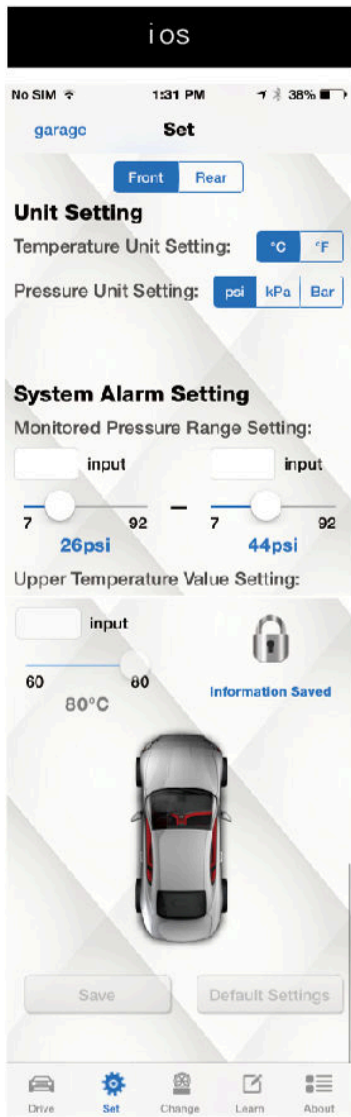 ios
No SIM 1:31 PM 38%
garage Set
Front Rear
Unit Setting
Temperature Unit Setting: °C °F
Pressure Unit Setting: psi kPa Bar
System Alarm Setting
Monitored Pressure Range Setting:
input input
7 92 — 7 92
26psi 44psi
Upper Temperature Value Setting:
input
60 80
80°C
Information Saved
Save Default Settings
Drive Set Change Learn About